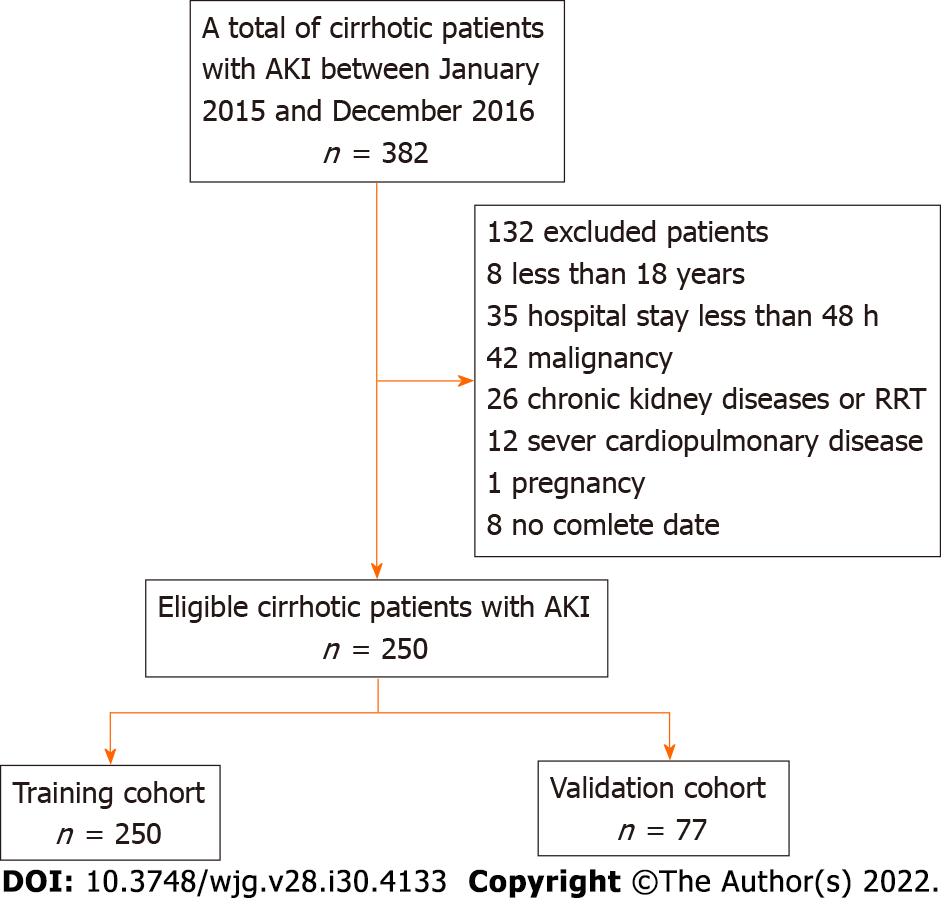 A total of cirrhotic patients
with AKI between January
2015 and December 2016
n = 382
132 excluded patients
8 less than 18 years
35 hospital stay less than 48 h
42 malignancy
26 chronic kidney diseases or RRT
12 sever cardiopulmonary disease
1 pregnancy
8 no comlete date
Eligible cirrhotic patients with AKI
n = 250
Training cohort
n = 250
Validation cohort
n = 77
DOI: 10.3748/wjg.v28.i30.4133 Copyright ©The Author(s) 2022.